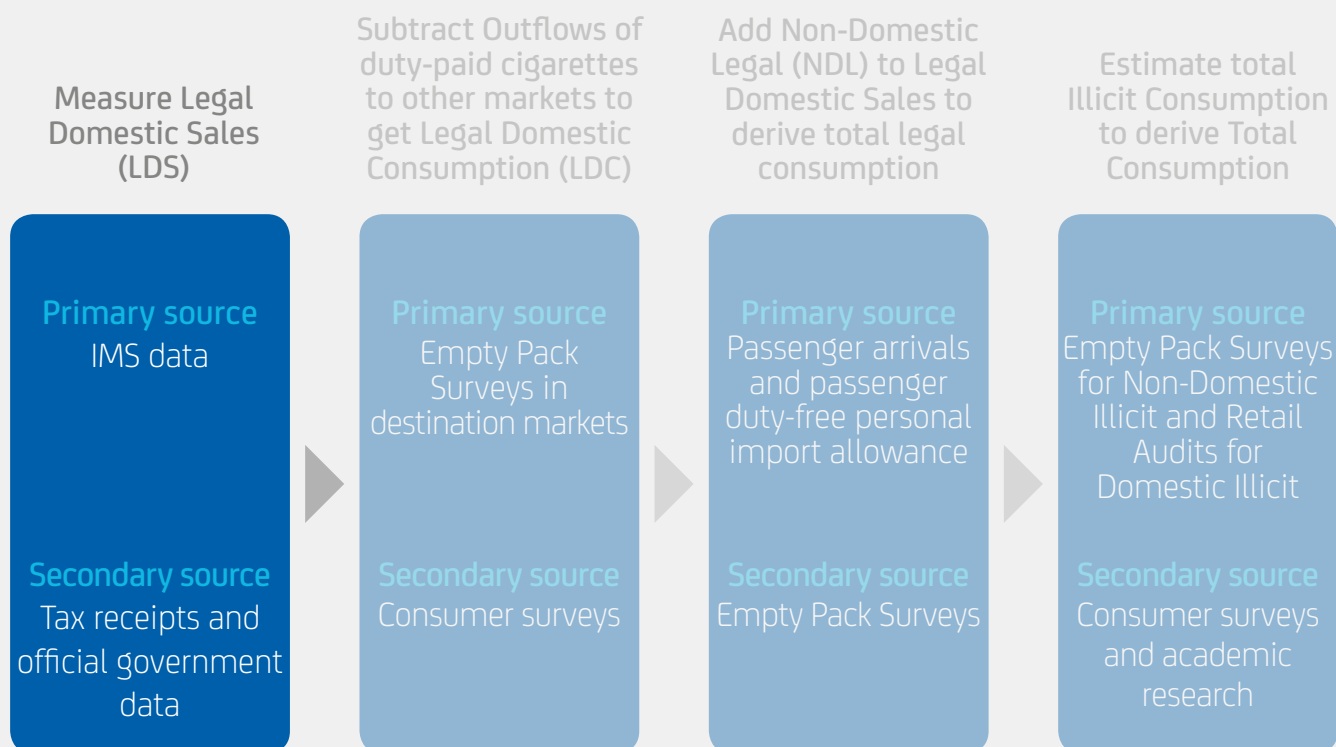 Measure Legal
Domestic Sales
(LDS)
Primary source
IMS data
Secondary source
Tax receipts and
official government
data
Subtract Outflows of
duty-paid cigarettes
to other markets to
get Legal Domestic
Consumption (LDC)
Primary source
Empty Pack
Surveys in
destination markets
Secondary source
Consumer surveys
Add Non-Domestic
Legal (NDL) to Legal
Domestic Sales to
derive total legal
consumption
Primary source
Passenger arrivals
and passenger
duty-free personal
import allowance
Secondary source
Empty Pack Surveys
Estimate total
Illicit Consumption
to derive Total
Consumption
Primary source
Empty Pack Surveys
for Non-Domestic
Illicit and Retail
Audits for
Domestic Illicit
Secondary source
Consumer surveys
and academic
research